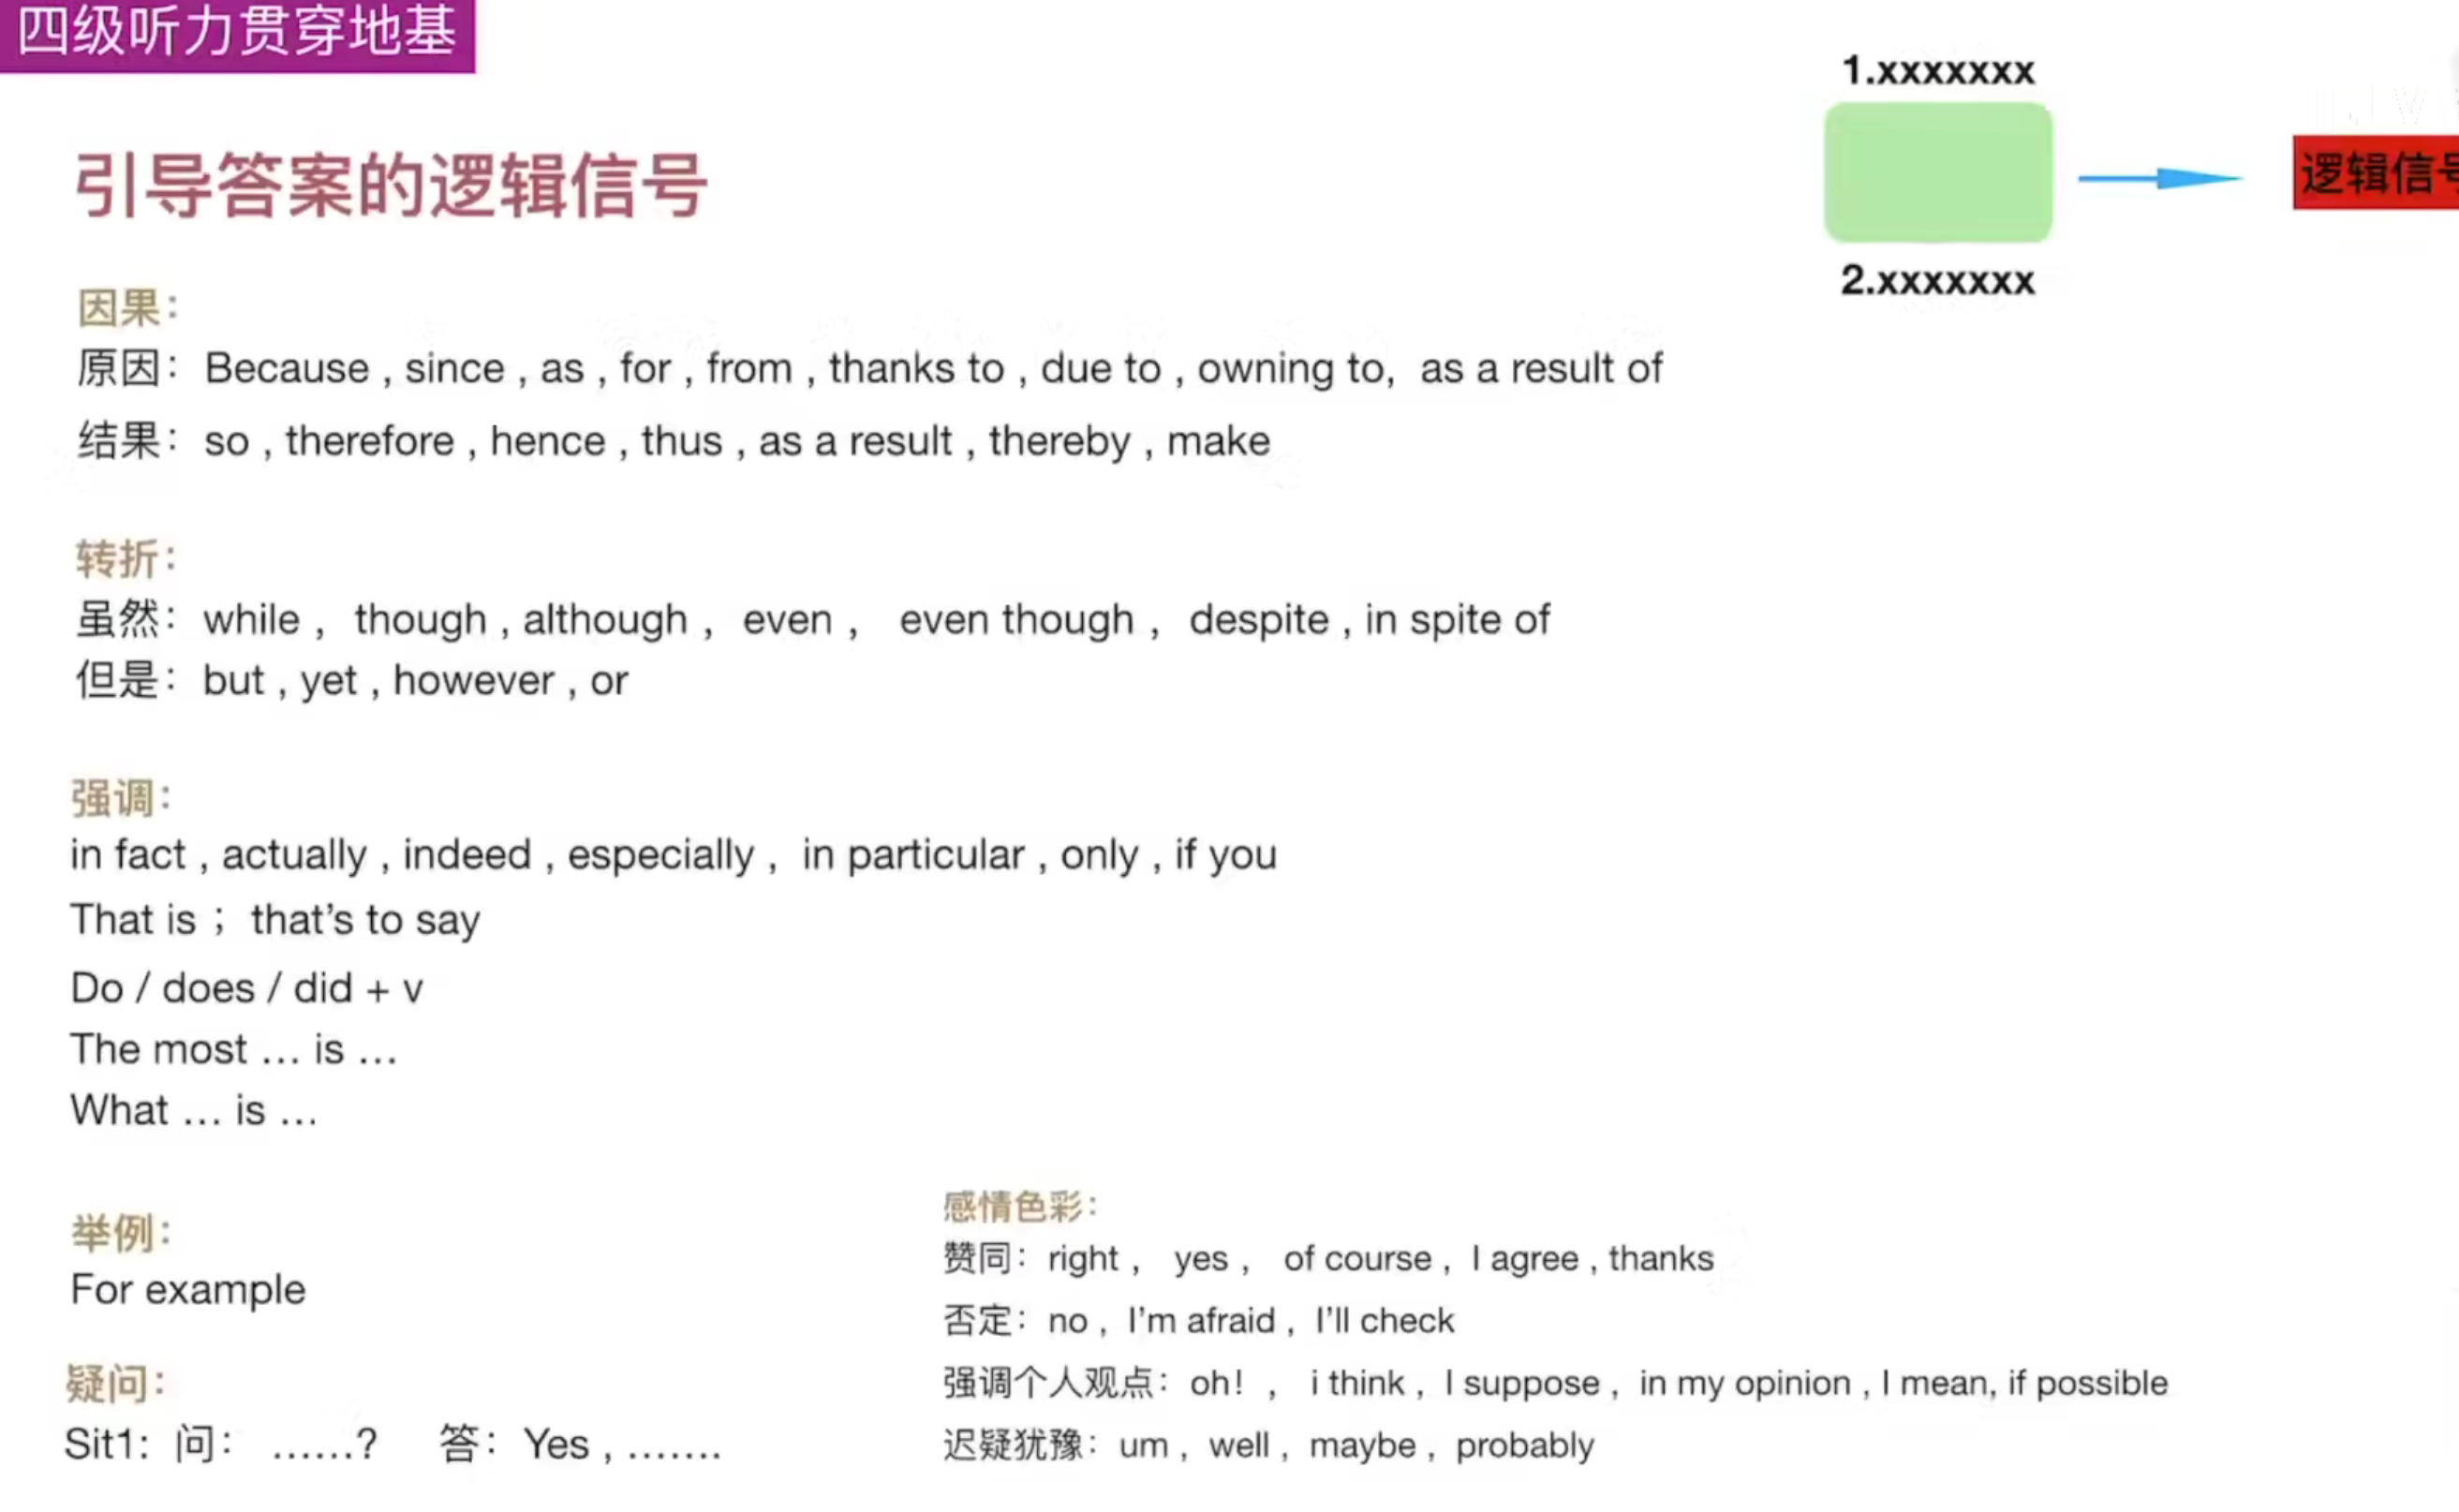 四级听力贯穿地基
1.xxxxxxx
引导答案的逻辑信号
逻辑信号
2.xxxxxxx
因果：
原因： Because , since , as , for , from , thanks to , due to , owning to, as a result of
结果： so , therefore , hence , thus , as a result , thereby , make
转折：
虽然： while , though , although , even , even though , despite , in spite of
但是： but , yet , however , or
强调：
in fact , actually , indeed , especially , in particular , only , if you
That is ; that's to say
Do / does / did + v
The most … is …
What … is …
举例：
For example
疑问：
Sit1: 问： ......? 答： Yes , .......
感情色彩：
赞同： right , yes , of course , I agree , thanks
否定： no , I'm afraid , I'll check
强调个人观点： oh! , i think , I suppose , in my opinion , I mean, if possible
迟疑犹豫： um , well , maybe , probably